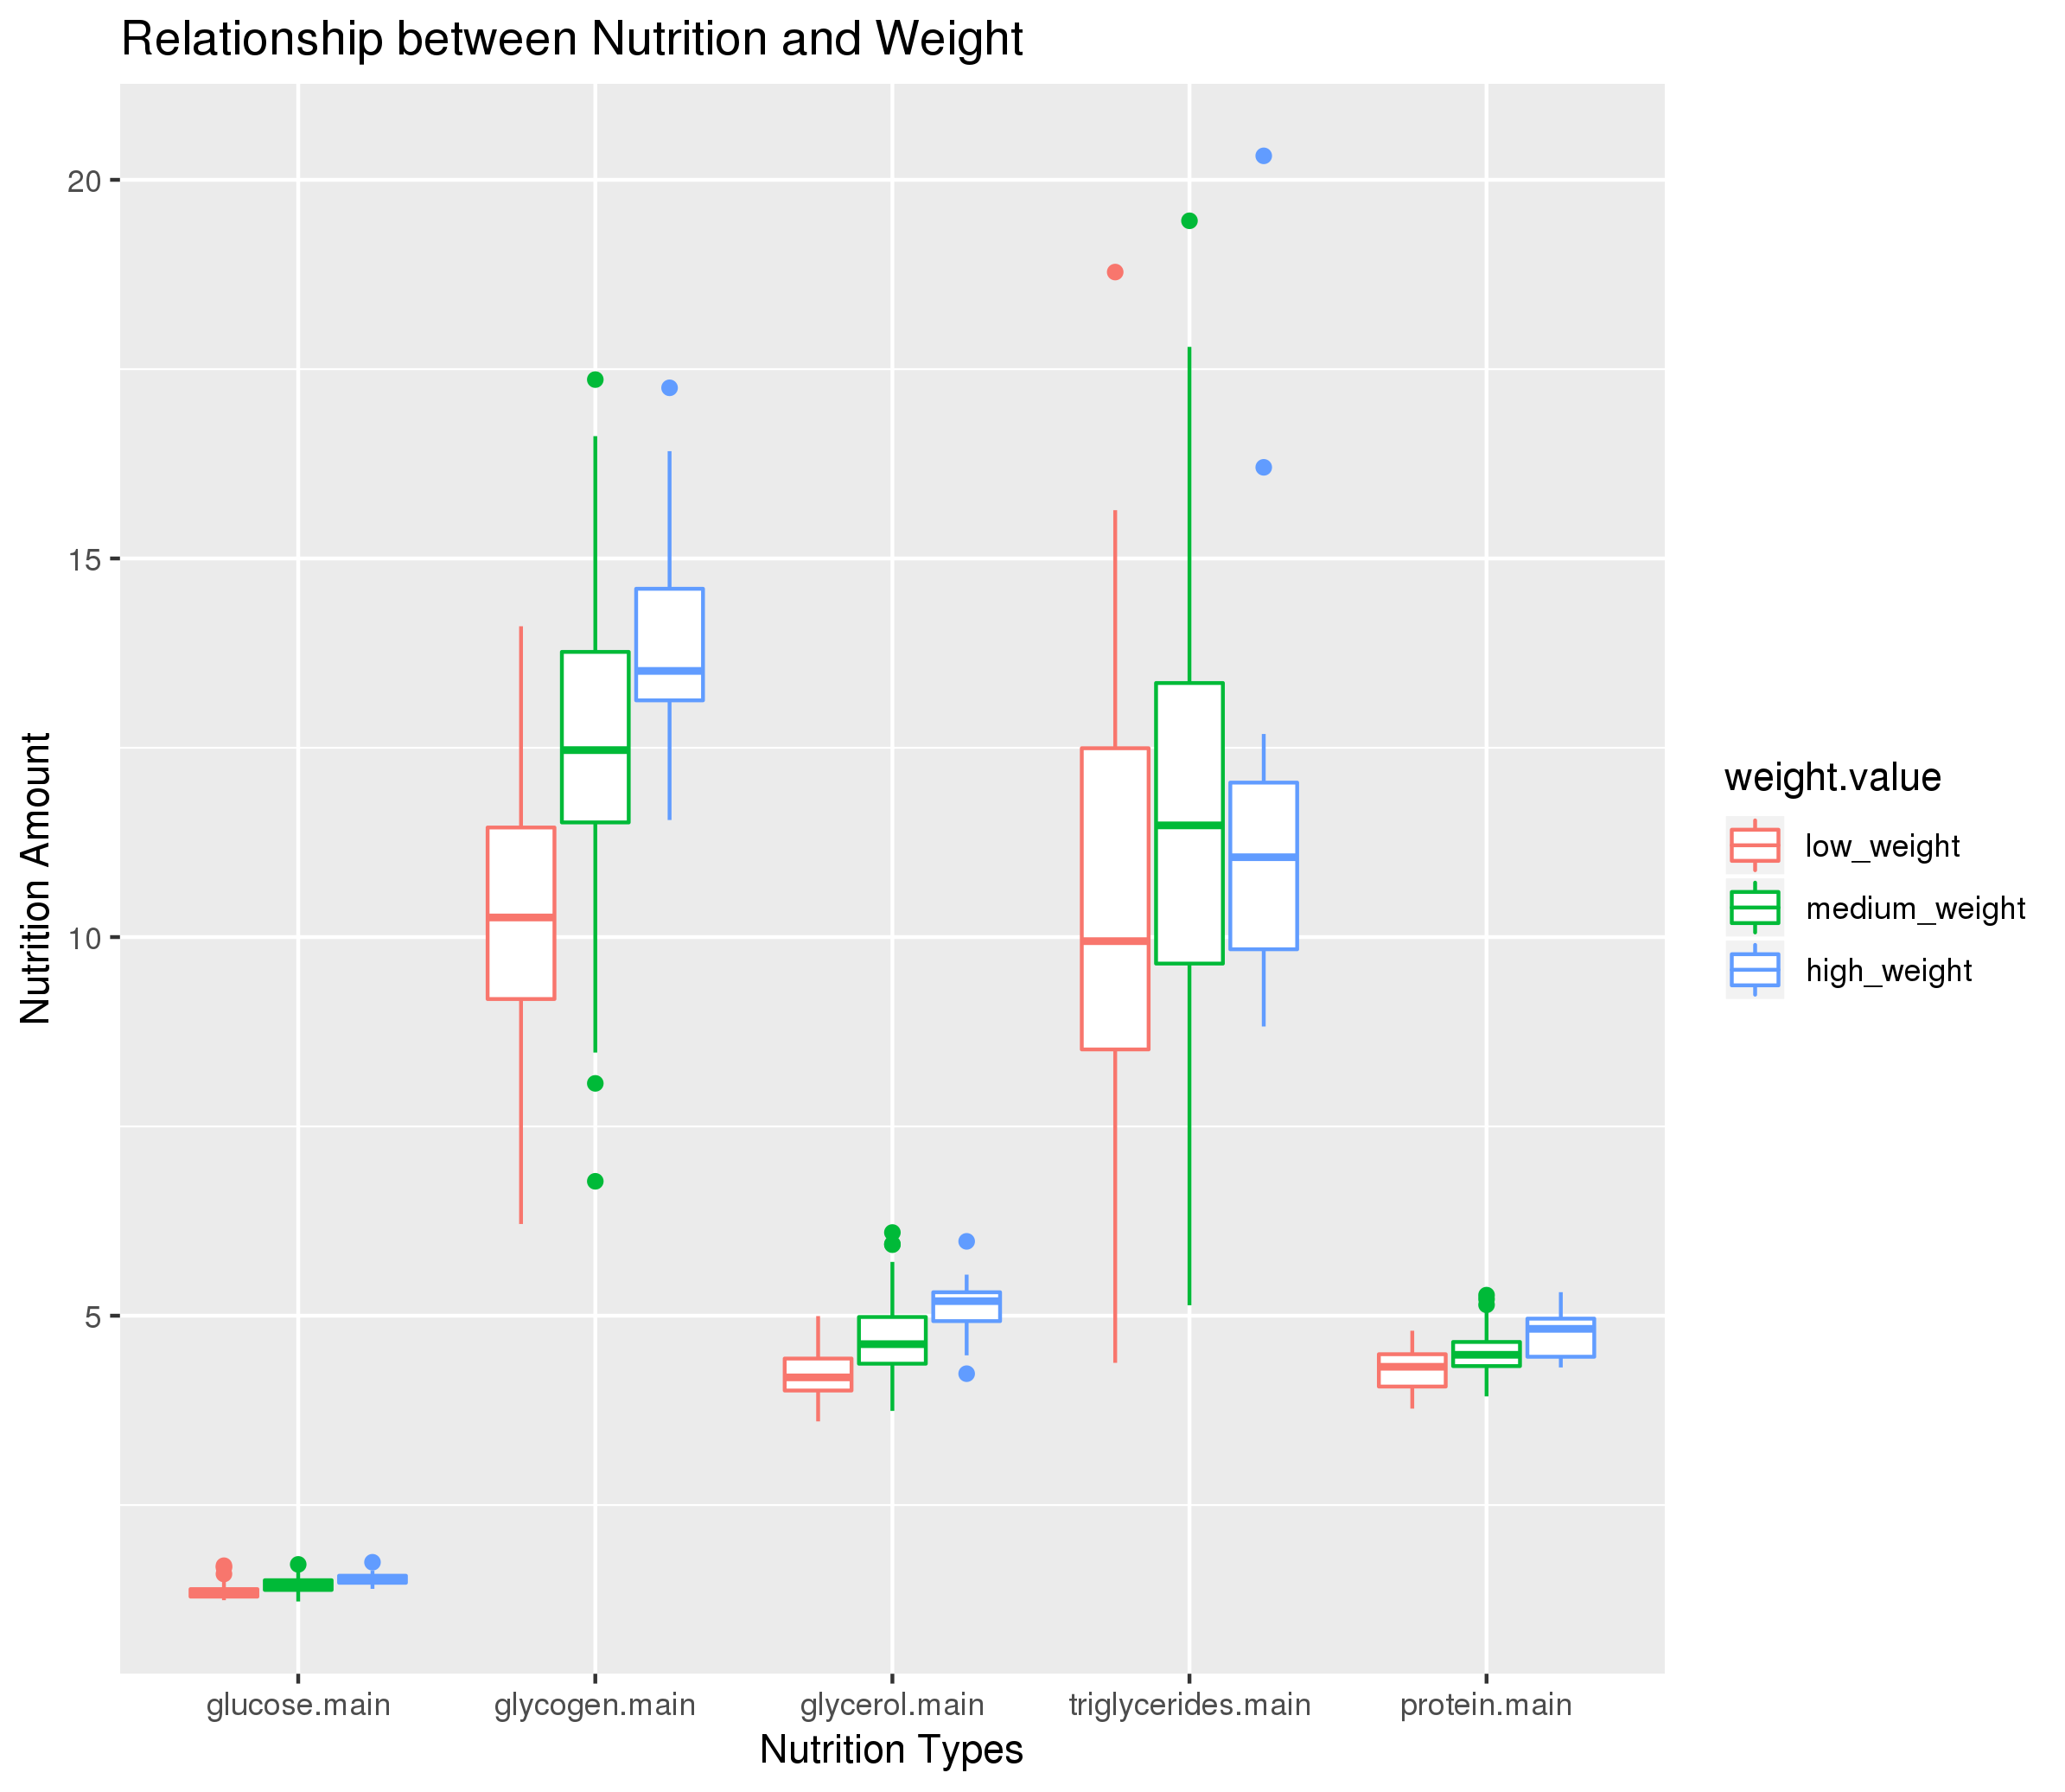 Relationship between Nutrition and Weight
Nutrition Amount
20
15
10
5
glucose.main
glycogen.main
glycerol.main
triglycerides.main
protein.main
Nutrition Types
weight.value
low_weight
medium_weight
high_weight